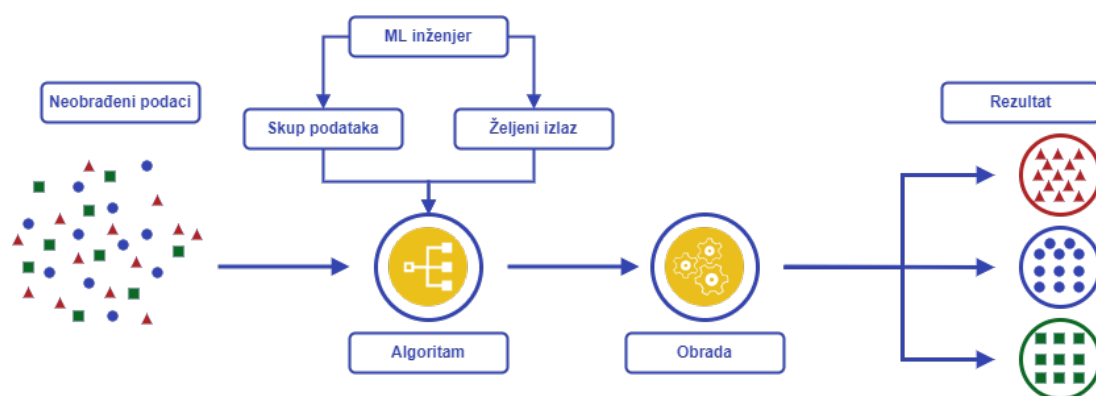 ML inženjer
Neobrađeni podaci
Skup podataka
Željeni izlaz
Rezultat
Algoritam
Obrada